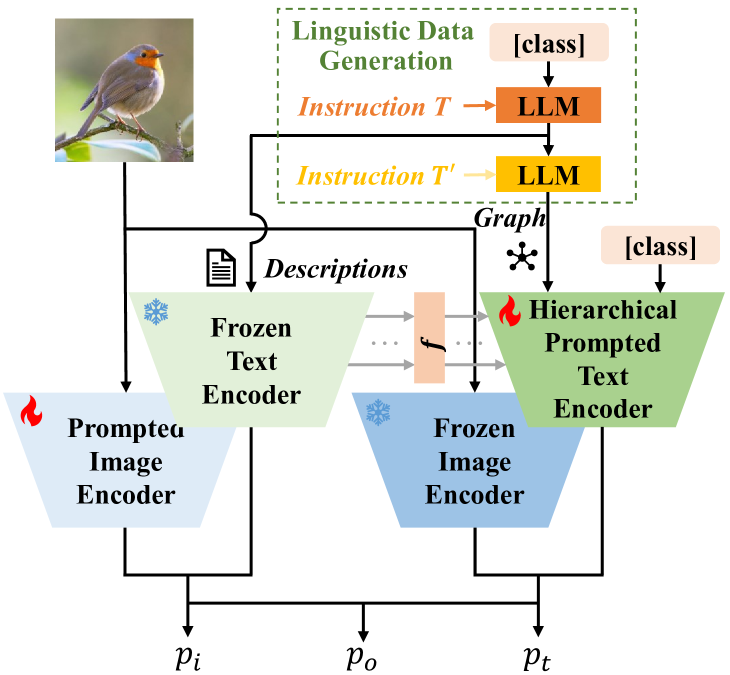 Linguistic Data
Generation
[class]
Instruction T
LLM
Instruction T′
LLM
Graph
[class]
Descriptions
Frozen
Text
Encoder
f
Hierarchical
Prompted
Text
Encoder
Prompted
Image
Encoder
Frozen
Image
Encoder
p_i
p_o
p_t